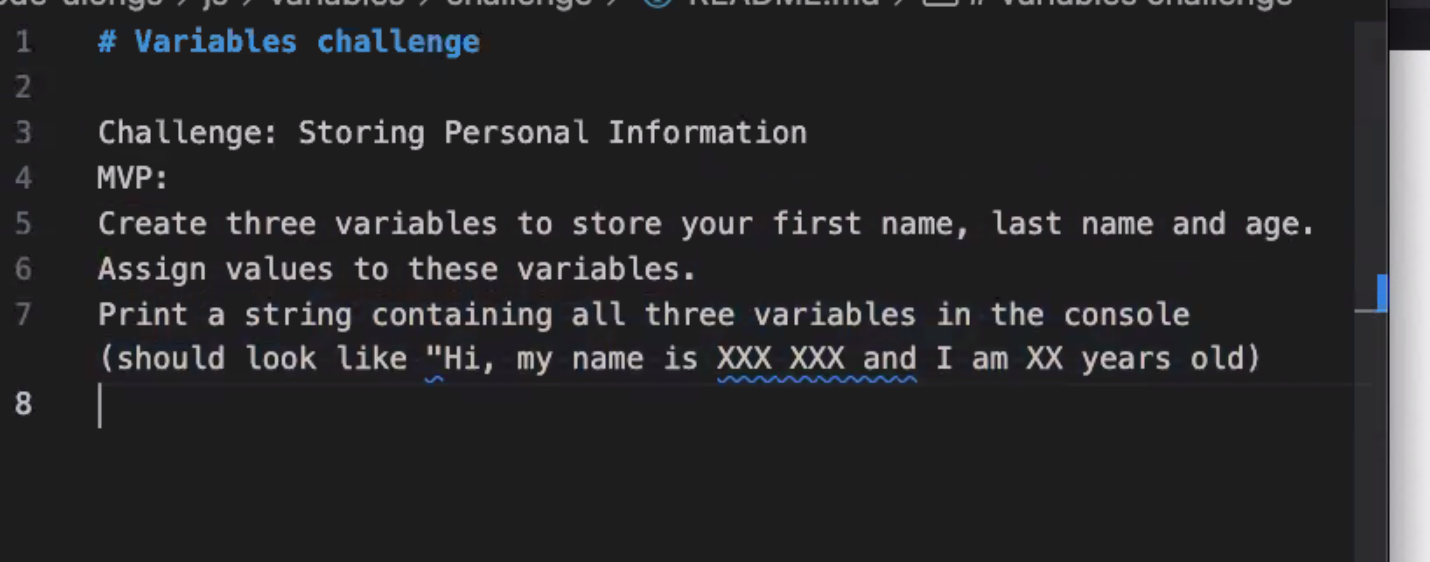 js > variables > challenge > README.md > # Variables challenge
1 # Variables challenge
2
3 Challenge: Storing Personal Information
4 MVP:
5 Create three variables to store your first name, last name and age.
6 Assign values to these variables.
7 Print a string containing all three variables in the console
(should look like "Hi, my name is XXX XXX and I am XX years old)
8